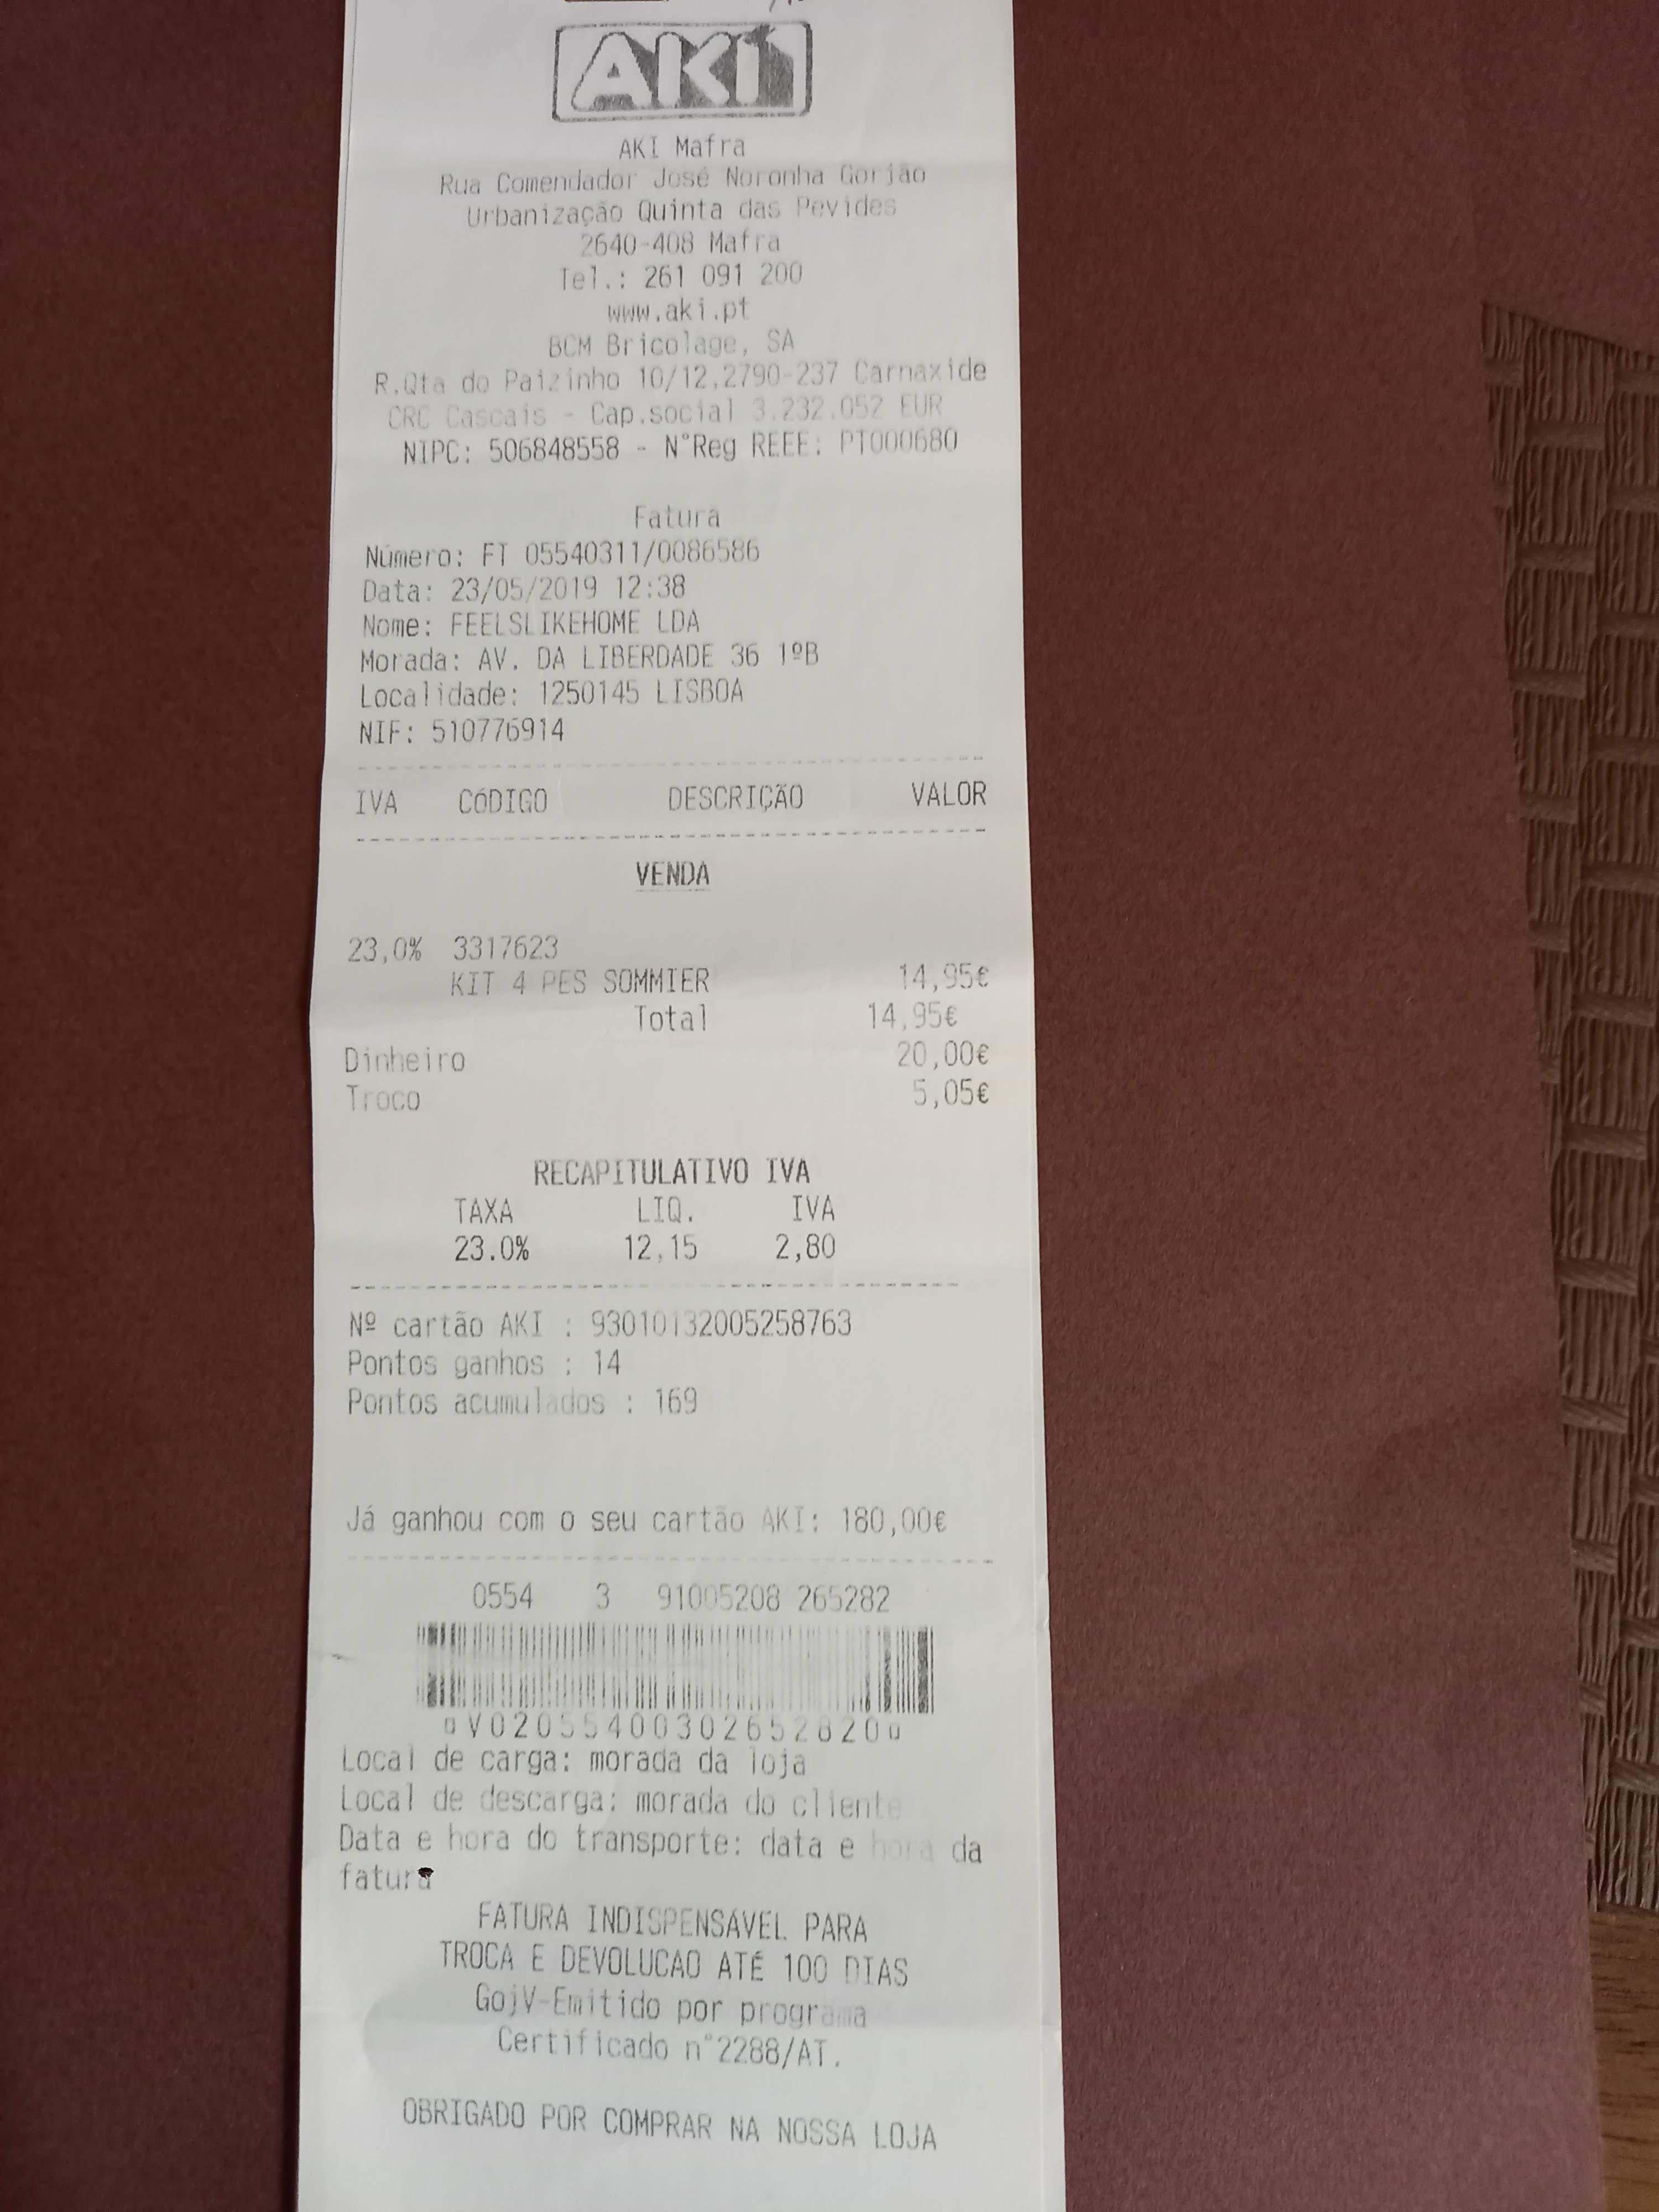 AKI
AKI Mafra
Rua Comendador José Noronha Gorjão
Urbanização Quinta das Pevides
2640-408 Mafra
Tel.: 261 091 200
www.aki.pt
BCM Bricolage, SA
R.Qta do Paizinho 10/12,2790-237 Carnaxide
CRC Cascais - Cap.social 3.232.052 EUR
NIPC: 506848558 - N°Reg REEE: PT000680
Fatura
Número: FT 05540311/0086586
Data: 23/05/2019 12:38
Nome: FEELSLIKEHOME LDA
Morada: AV. DA LIBERDADE 36 1ºB
Localidade: 1250145 LISBOA
NIF: 510776914
IVA CóDIGO DESCRIÇÃO VALOR
VENDA
23,0% 3317623
KIT 4 PES SOMMIER 14,95€
Total 14,95€
Dinheiro 20,00€
Troco 5,05€
RECAPITULATIVO IVA
TAXA LIQ. IVA
23.0% 12,15 2,80
Nº cartão AKI : 930101320052587​63
Pontos ganhos : 14
Pontos acumulados : 169
Já ganhou com o seu cartão AKI: 180,00€
0554 3 91005208 265282
V02055400302652820
Local de carga: morada da loja
Local de descarga: morada do cliente
Data e hora do transporte: data e hora da
fatura
FATURA INDISPENSÁVEL PARA
TROCA E DEVOLUCAO ATÉ 100 DIAS
GojV-Emitido por programa
Certificado n°2288/AT.
OBRIGADO POR COMPRAR NA NOSSA LOJA